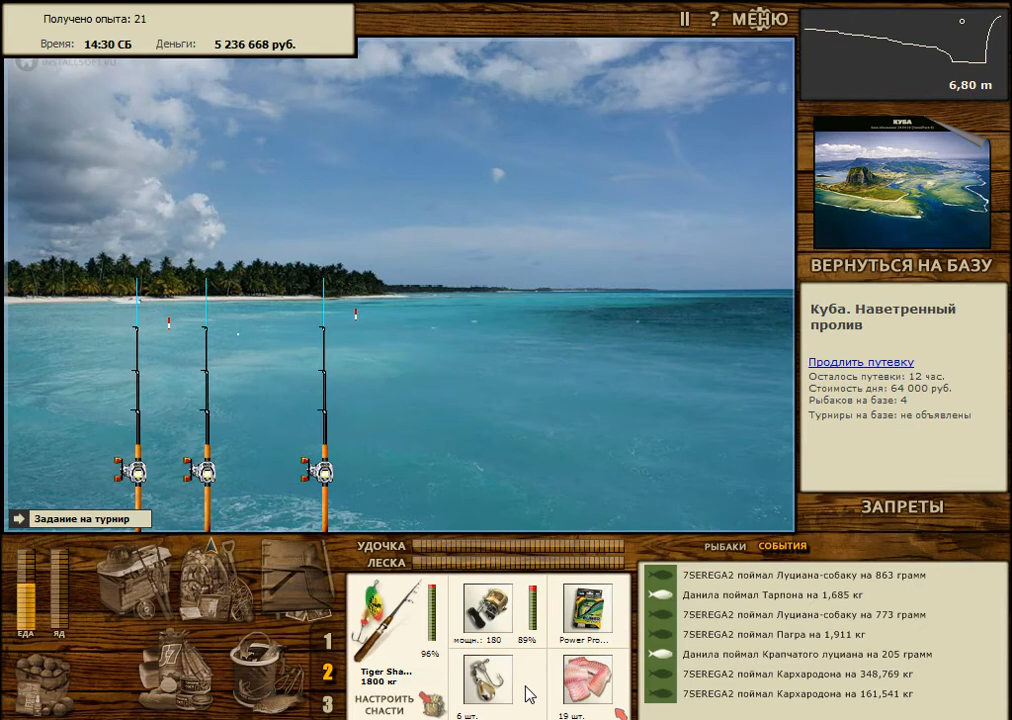 Получено опыта: 21
Время: 14:30 СБ Деньги: 5 236 668 руб.
INSTALLSOFT.RU
II ? МЕНЮ
6,80 m
КУБА
ВЕРНУТЬСЯ НА БАЗУ
Куба. Наветренный
пролив
Продлить путевку
Осталось путевки: 12 час.
Стоимость дня: 64 000 руб.
Рыбаков на базе: 4
Турниры на базе: не объявлены
ЗАПРЕТЫ
Задание на турнир
УДОЧКА
ЛЕСКА
РЫБАКИ СОБЫТИЯ
ЕДА ЯД
1
2
3
96%
Tiger Sha...
1800 кг
НАСТРОИТЬ
СНАСТИ
мощн.: 180 89%
Power Pro...
6 шт.
19 шт.
7SEREGA2 поймал Луциана-собаку на 863 грамм
Данила поймал Тарпона на 1,685 кг
7SEREGA2 поймал Луциана-собаку на 773 грамм
7SEREGA2 поймал Пагра на 1,911 кг
Данила поймал Крапчатого луциана на 205 грамм
7SEREGA2 поймал Кархародона на 348,769 кг
7SEREGA2 поймал Кархародона на 161,541 кг